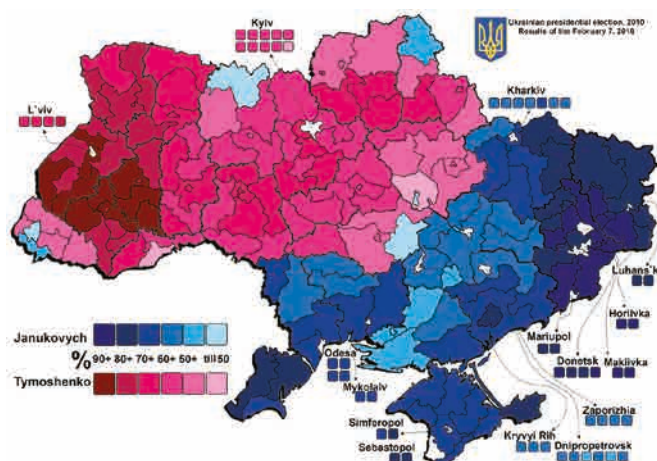 Ukrainian presidential election, 2010
Results of the February 7, 2010
Kyiv
Kharkiv
L'viv
Luhans'k
Horlivka
Mariupol
Donetsk
Makiivka
Janukovych
% 90+ 80+ 70+ 60+ 50+ till 50
Tymoshenko
Odesa
Mykolaiv
Zaporizhia
Simferopol
Kryvyi Rih
Sebastopol
Dnipropetrovsk